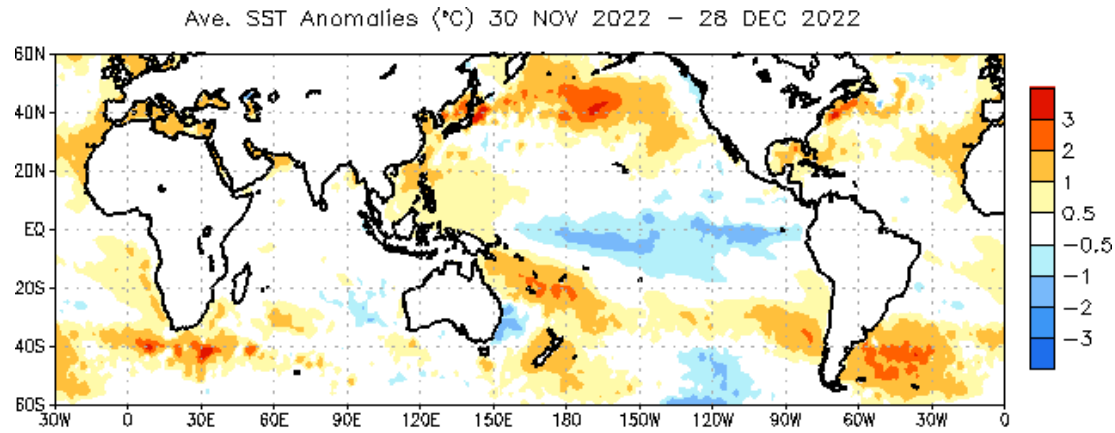 Ave. SST Anomalies (°C) 30 NOV 2022 – 28 DEC 2022
60N
40N
20N
EQ
20S
40S
60S
30W 0 30E 60E 90E 120E 150E 180 150W 120W 90W 60W 30W 0
3
2
1
0.5
−0.5
−1
−2
−3